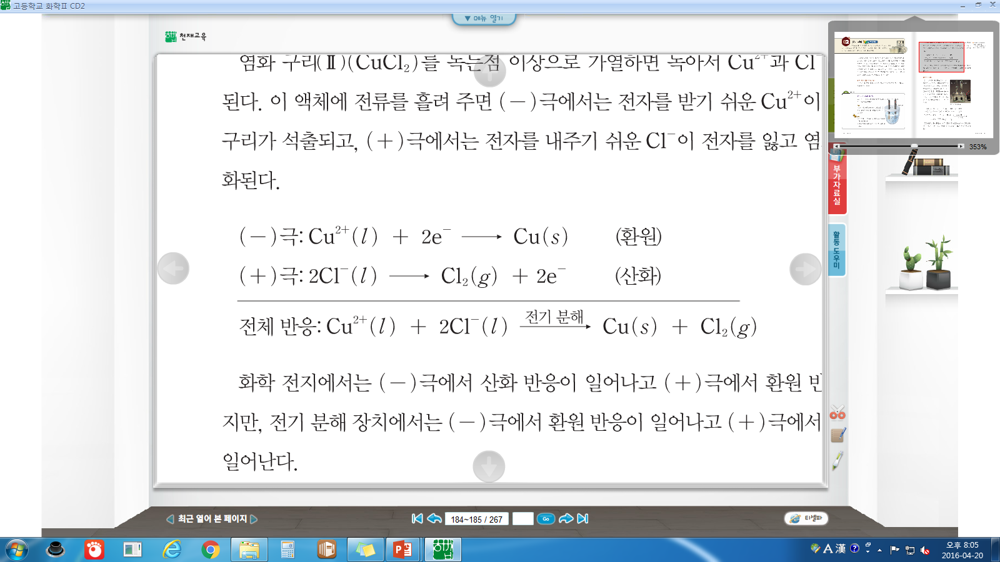 고등학교 화학Ⅱ CD2
▼ 메뉴 열기
천재교육
염화 구리(Ⅱ)(CuCl₂)를 녹는점 이상으로 가열하면 녹아서 Cu²⁺과 Cl⁻
된다. 이 액체에 전류를 흘려 주면 (－)극에서는 전자를 받기 쉬운 Cu²⁺이
구리가 석출되고, (＋)극에서는 전자를 내주기 쉬운 Cl⁻이 전자를 잃고 염
화된다.
(－)극: Cu²⁺(l) ＋ 2e⁻ ⟶ Cu(s) (환원)
(＋)극: 2Cl⁻(l) ⟶ Cl₂(g) ＋ 2e⁻ (산화)
전기 분해
전체 반응: Cu²⁺(l) ＋ 2Cl⁻(l) ⟶ Cu(s) ＋ Cl₂(g)
화학 전지에서는 (－)극에서 산화 반응이 일어나고 (＋)극에서 환원 반
지만, 전기 분해 장치에서는 (－)극에서 환원 반응이 일어나고 (＋)극에서
일어난다.
353%
부가자료실
활동 도우미
최근 열어 본 페이지
184~185 / 267
Go
티셀파
A 漢
오후 8:05
2016-04-20